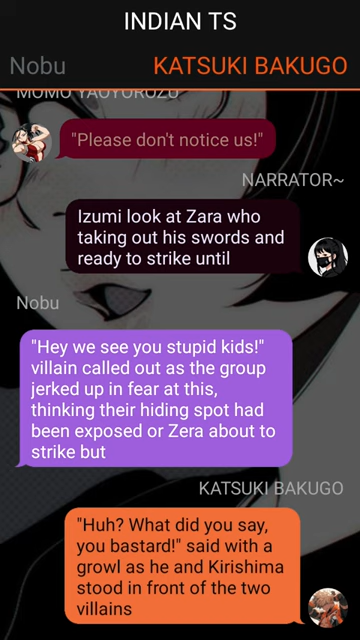 INDIAN TS
Nobu
KATSUKI BAKUGO
MOMO YAOYOROZU
"Please don't notice us!"
NARRATOR~
Izumi look at Zara who
taking out his swords and
ready to strike until
Nobu
"Hey we see you stupid kids!"
villain called out as the group
jerked up in fear at this,
thinking their hiding spot had
been exposed or Zera about to
strike but
KATSUKI BAKUGO
"Huh? What did you say,
you bastard!" said with a
growl as he and Kirishima
stood in front of the two
villains